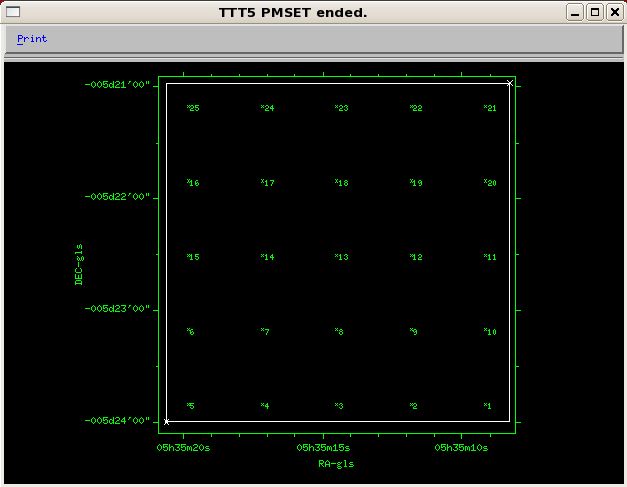 TTT5 PMSET ended.
Print
-005d21'00"
×25 ×24 ×23 ×22 ×21
×16 ×17 ×18 ×19 ×20
-005d22'00"
×15 ×14 ×13 ×12 ×11
DEC-gls
-005d23'00"
×6 ×7 ×8 ×9 ×10
×5 ×4 ×3 ×2 ×1
-005d24'00"
05h35m20s 05h35m15s 05h35m10s
RA-gls